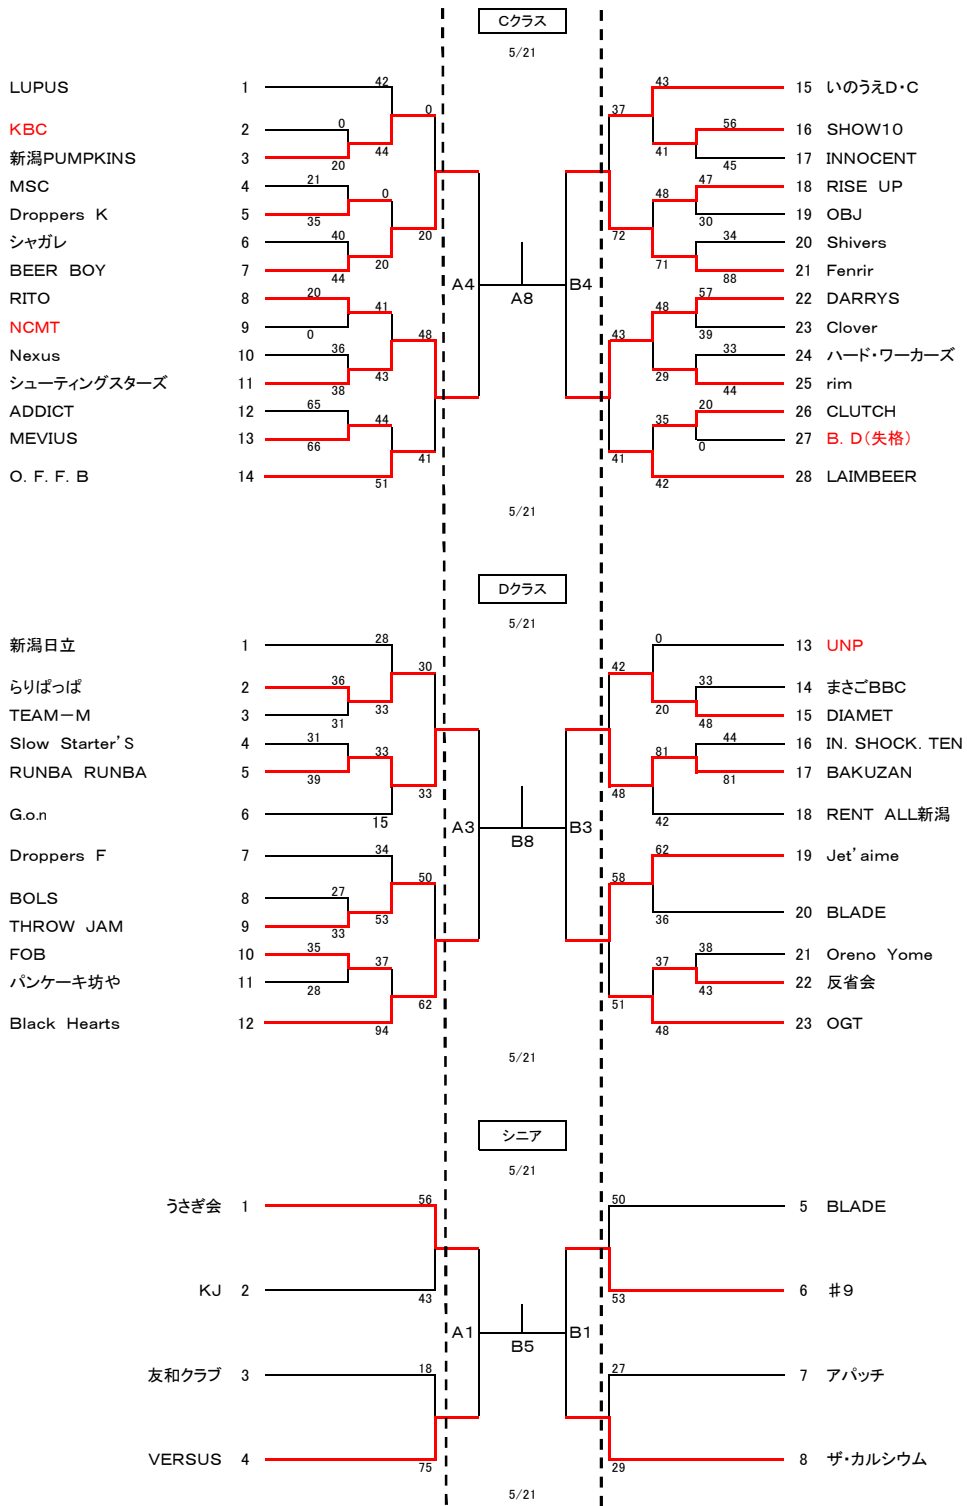 Cクラス
5/21
LUPUS 1 42 43 15 いのうえD・C
0 37
KBC 2 0 56 16 SHOW10
44 41
新潟PUMPKINS 3 20 45 17 INNOCENT
MSC 4 21 47 18 RISE UP
0 48
Droppers K 5 35 30 19 OBJ
20 72
シャガレ 6 40 34 20 Shivers
20 71
BEER BOY 7 44 88 21 Fenrir
A4 A8 B4
RITO 8 20 57 22 DARRYS
41 48
NCMT 9 0 39 23 Clover
48 43
Nexus 10 36 33 24 ハード・ワーカーズ
43 29
シューティングスターズ 11 38 44 25 rim
ADDICT 12 65 20 26 CLUTCH
44 35
MEVIUS 13 66 0 27 B.D(失格)
41 41
O.F.F.B 14 51 42 28 LAIMBEER
5/21
Dクラス
5/21
新潟日立 1 28 0 13 UNP
30 42
らりぱっぱ 2 36 33 14 まさごBBC
33 20
TEAM-M 3 31 48 15 DIAMET
Slow Starter'S 4 31 44 16 IN.SHOCK.TEN
33 81
RUNBA RUNBA 5 39 81 17 BAKUZAN
33 48
G.o.n 6 15 42 18 RENT ALL新潟
A3 B8 B3
Droppers F 7 34 62 19 Jet'aime
50 58
BOLS 8 27
53 36 20 BLADE
THROW JAM 9 33
FOB 10 35 38 21 Oreno Yome
37 37
パンケーキ坊や 11 28 43 22 反省会
62 51
Black Hearts 12 94 48 23 OGT
5/21
シニア
5/21
うさぎ会 1 56 50 5 BLADE
KJ 2 43 53 6 #9
A1 B5 B1
友和クラブ 3 18 27 7 アパッチ
VERSUS 4 75 29 8 ザ・カルシウム
5/21